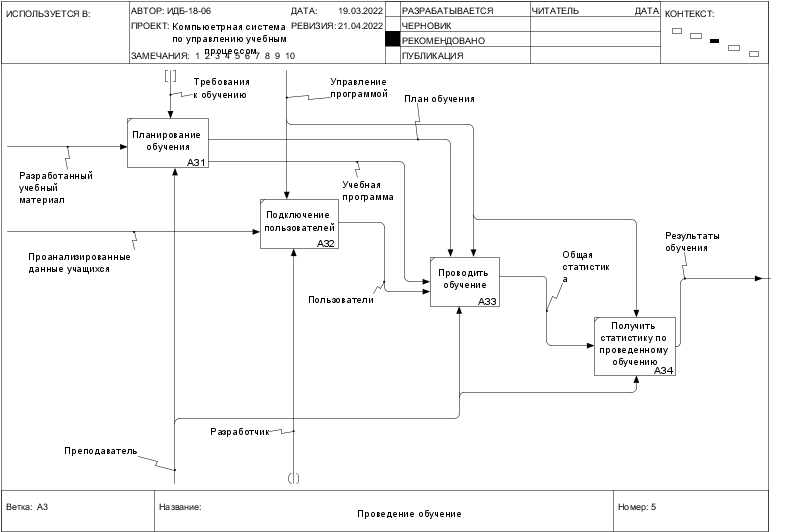 ИСПОЛЬЗУЕТСЯ В:
АВТОР: ИДБ-18-06
ДАТА: 19.03.2022
РАЗРАБАТЫВАЕТСЯ
ЧИТАТЕЛЬ
ДАТА
КОНТЕКСТ:
ПРОЕКТ: Компьюетрная система
по управлению учебным
процессом
РЕВИЗИЯ: 21.04.2022
ЧЕРНОВИК
РЕКОМЕНДОВАНО
ЗАМЕЧАНИЯ: 1 2 3 4 5 6 7 8 9 10
ПУБЛИКАЦИЯ
Требования
к обучению
Управление
программой
План обучения
Планирование
обучения
А31
Разработанный
учебный
материал
Учебная
программа
Подключение
пользователей
А32
Проанализированные
данные учащихся
Результаты
обучения
Общая
статистик
а
Проводить
обучение
А33
Пользователи
Получить
статистику по
проведенному
обучению
А34
Разработчик
Преподаватель
Ветка: А3
Название:
Проведение обучение
Номер: 5